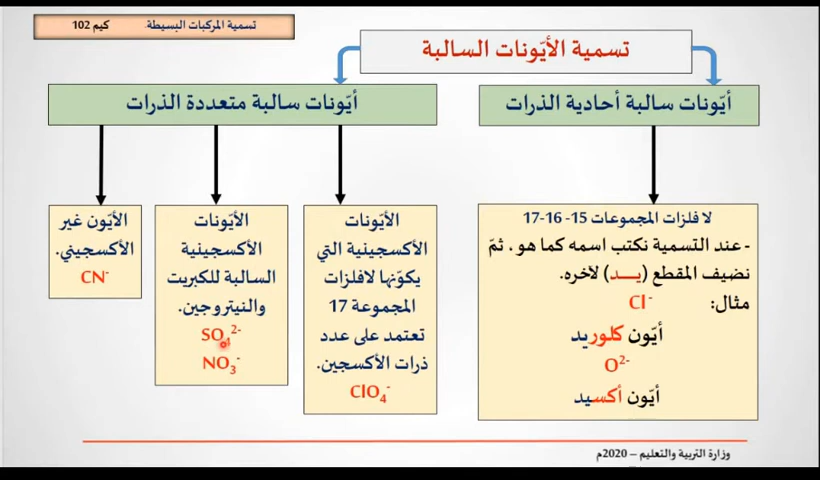 تسمية المركبات البسيطة. كيم 102
تسمية الأيّونات السالبة
أيّونات سالبة أحادية الذرات
لا فلزات المجموعات 15- 16-17
- عند التسمية نكتب اسمه كما هو ، ثمّ
نضيف المقطع (يــد) لآخره.
مثال: Cl⁻
أيّون كلوريد
O²⁻
أيّون أكسيد
أيّونات سالبة متعددة الذرات
الأيّونات
الأكسجينية التي
يكوّنها لافلزات
المجموعة 17
تعتمد على عدد
ذرات الأكسجين.
ClO₄⁻
الأيّونات
الأكسجينية
السالبة للكبريت
والنيتروجين.
SO₄²⁻
NO₃⁻
الأيّون غير
الأكسجيني.
CN⁻
وزارة التربية والتعليم – 2020م